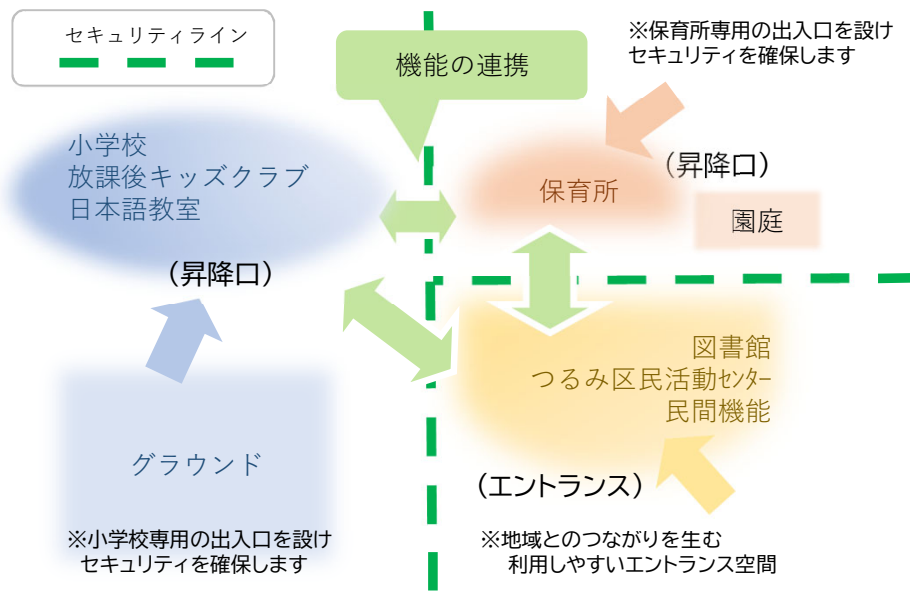 セキュリティライン
機能の連携
※保育所専用の出入口を設け
セキュリティを確保します
小学校
放課後キッズクラブ
日本語教室
(昇降口)
保育所
(昇降口)
園庭
図書館
つるみ区民活動ｾﾝﾀｰ
民間機能
グラウンド
(エントランス)
※小学校専用の出入口を設け
セキュリティを確保します
※地域とのつながりを生む
利用しやすいエントランス空間